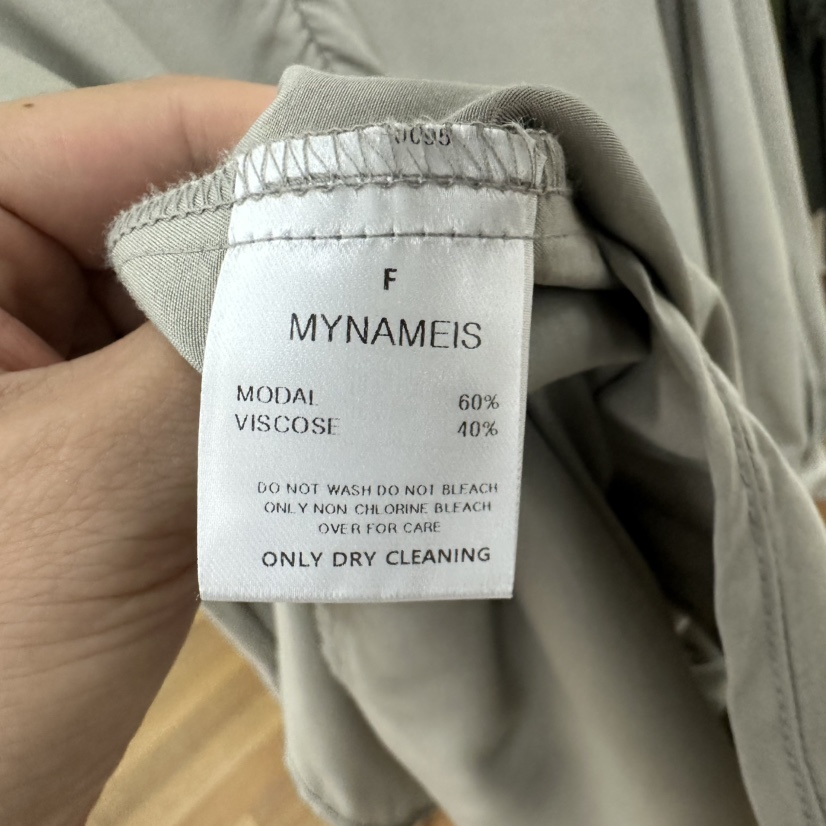 F
MYNAMEIS
MODAL 60%
VISCOSE 40%
DO NOT WASH DO NOT BLEACH
ONLY NON CHLORINE BLEACH
OVER FOR CARE
ONLY DRY CLEANING